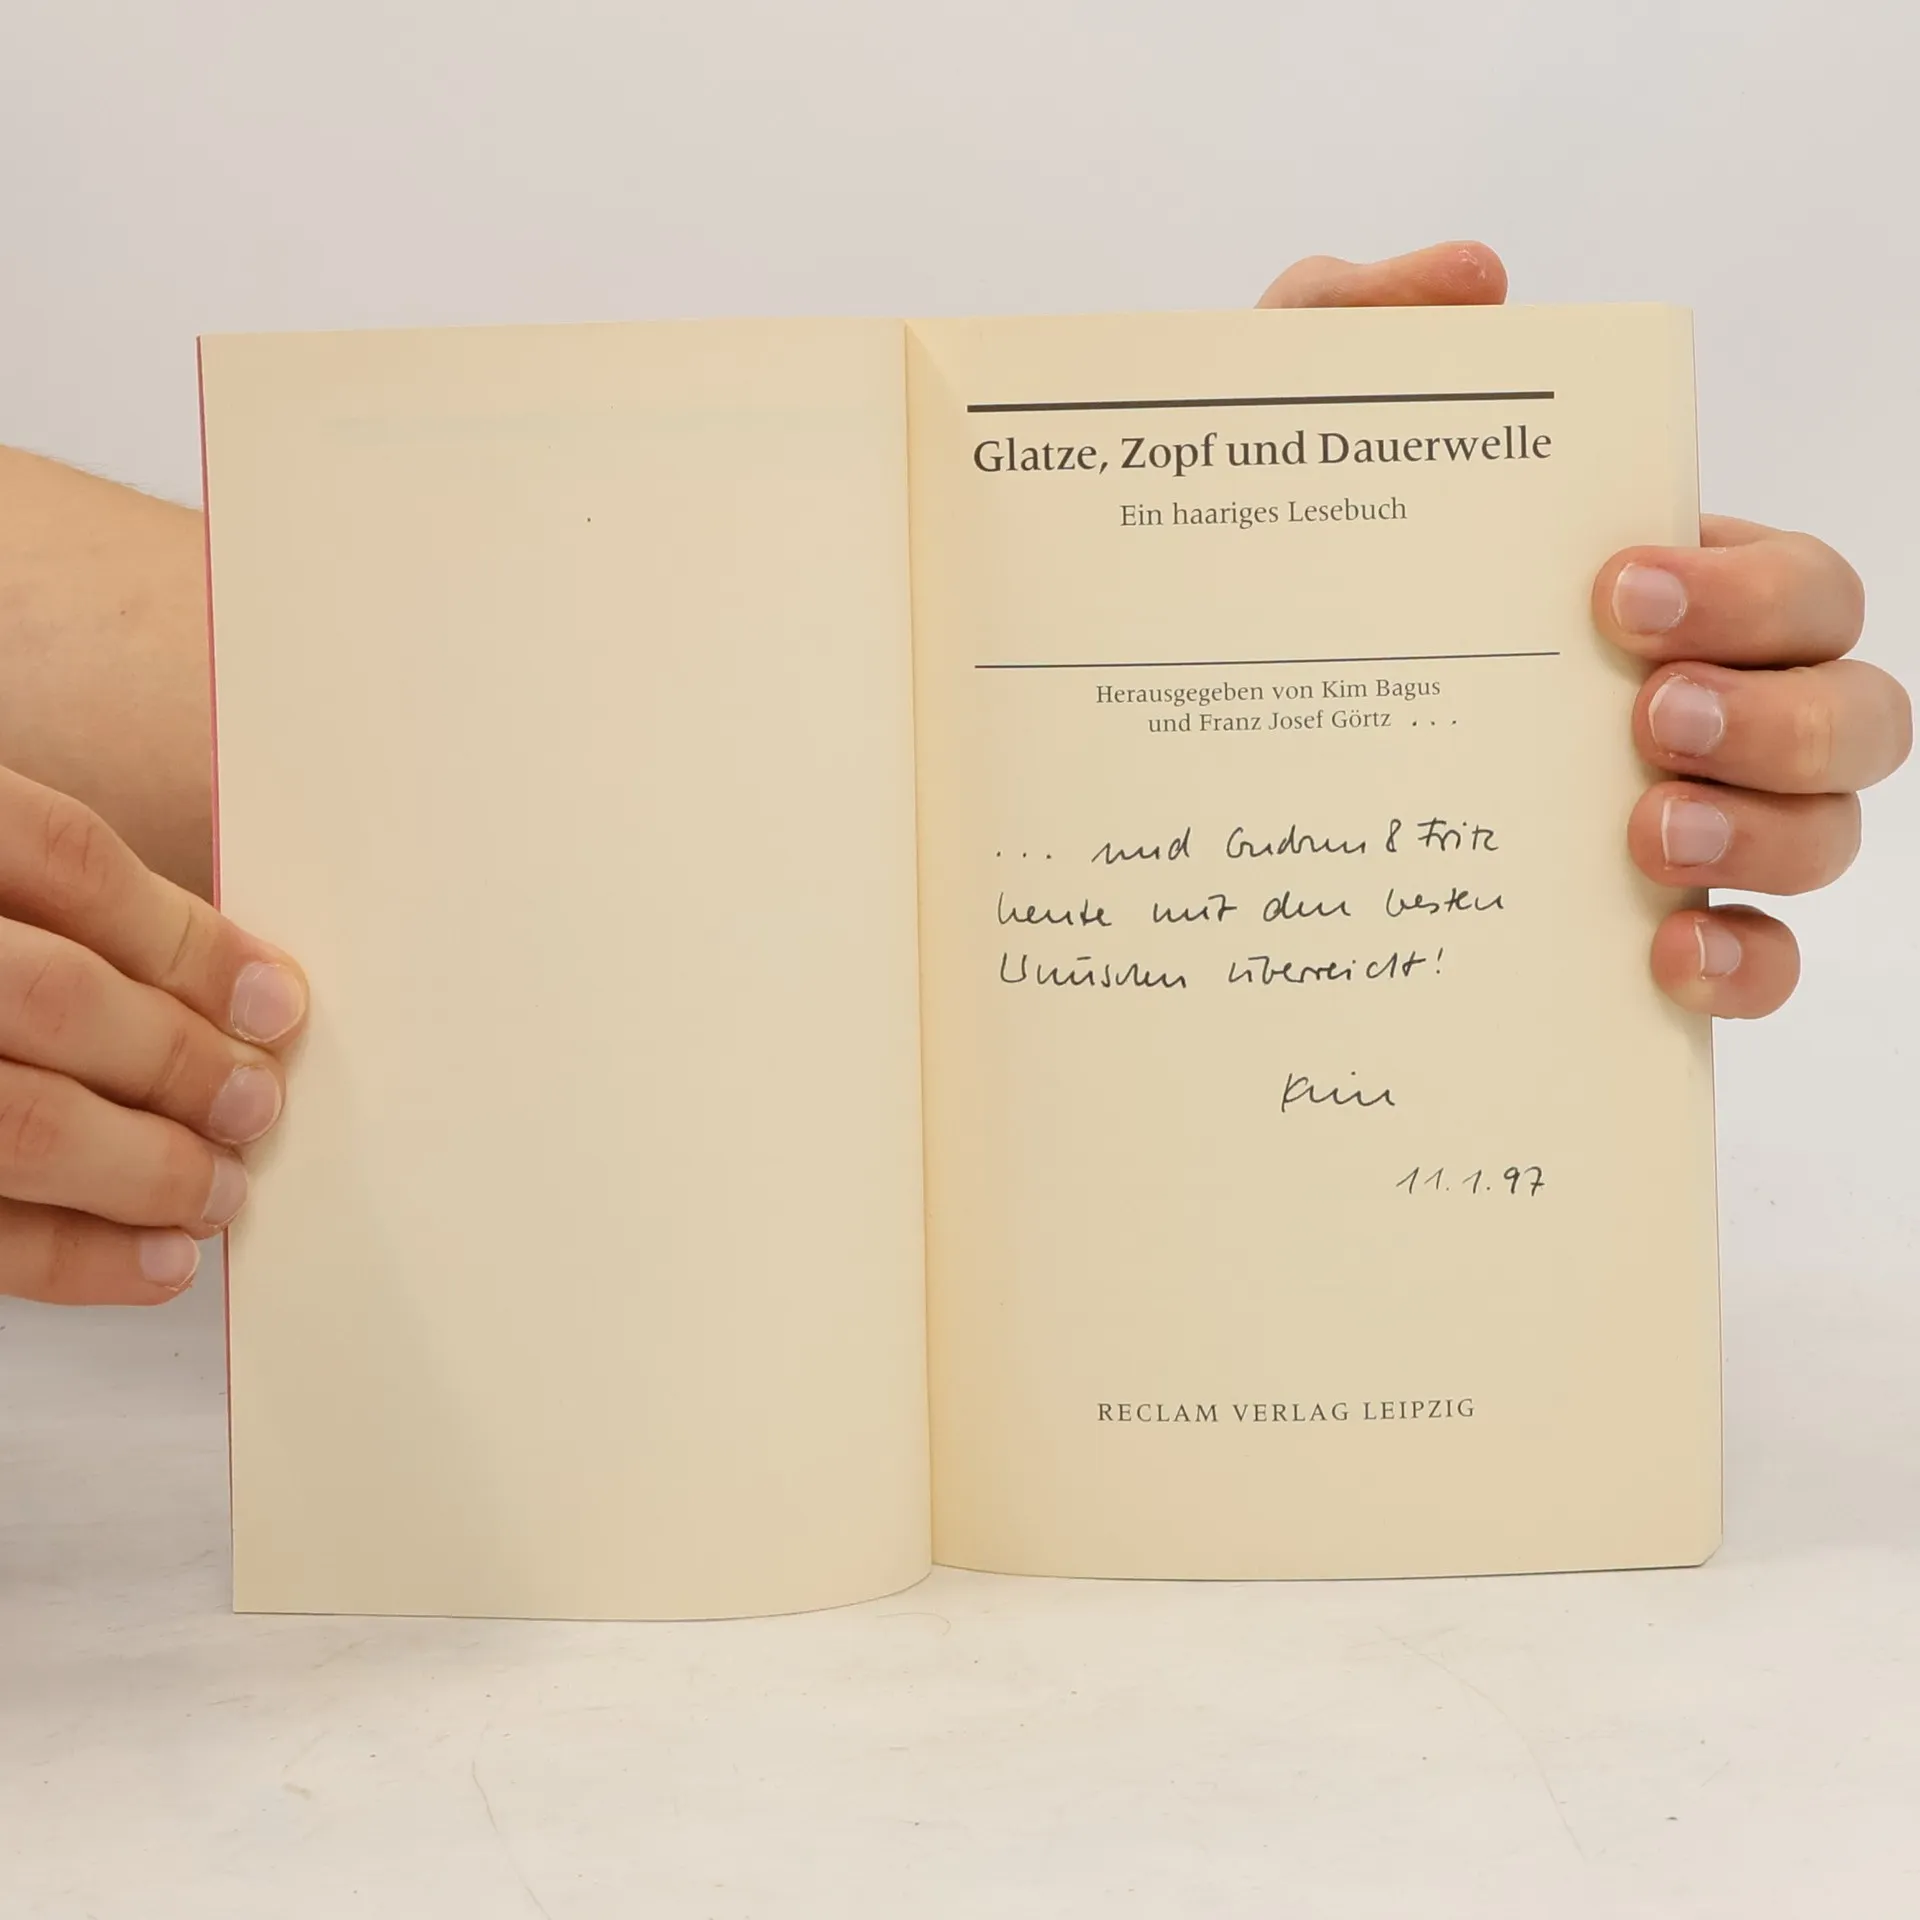 Glatze, Zopf und Dauerwelle
Ein haariges Lesebuch
Herausgegeben von Kim Bagus
und Franz Josef Görtz ...
... und Gudrun & Fritz
heute mit den besten
Wünschen überreicht!
Kim
11.1.97
RECLAM VERLAG LEIPZIG